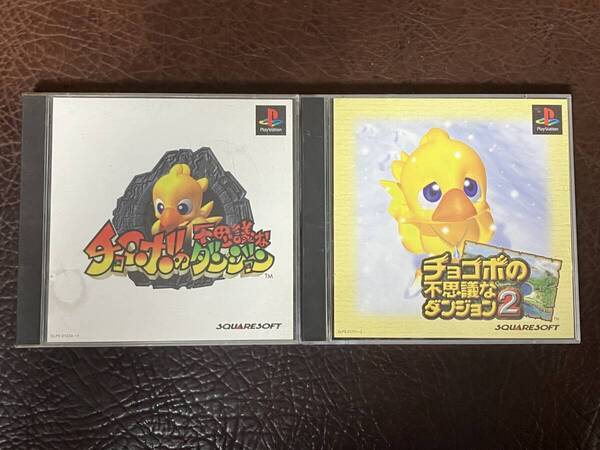 PlayStation
チョコボの
不思議な
ダンジョン
TM
SQUARESOFT
PlayStation
チョコボの
不思議な
ダンジョン2
TM
SQUARESOFT